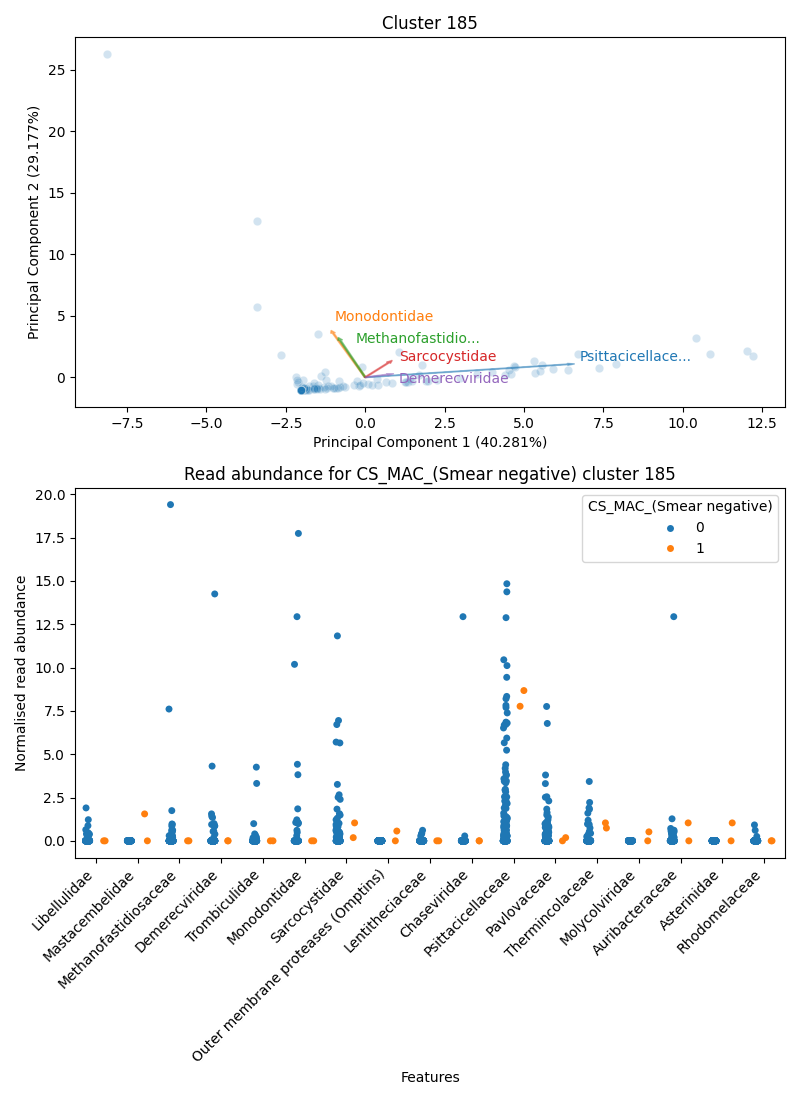 Cluster 185
Principal Component 2 (29.177%)
25
20
15
10
5
0
Monodontidae
Methanofastidio...
Sarcocystidae
Psittacicellace...
Demerecviridae
−7.5
−5.0
−2.5
0.0
2.5
5.0
7.5
10.0
12.5
Principal Component 1 (40.281%)
Read abundance for CS_MAC_(Smear negative) cluster 185
Normalised read abundance
20.0
17.5
15.0
12.5
10.0
7.5
5.0
2.5
0.0
CS_MAC_(Smear negative)
0
1
Libellulidae
Mastacembelidae
Methanofastidiosaceae
Demerecviridae
Trombiculidae
Monodontidae
Sarcocystidae
Outer membrane proteases (Omptins)
Lentitheciaceae
Chaseviridae
Psittacicellaceae
Pavlovaceae
Thermincolaceae
Molycolviridae
Auribacteraceae
Asterinidae
Rhodomelaceae
Features